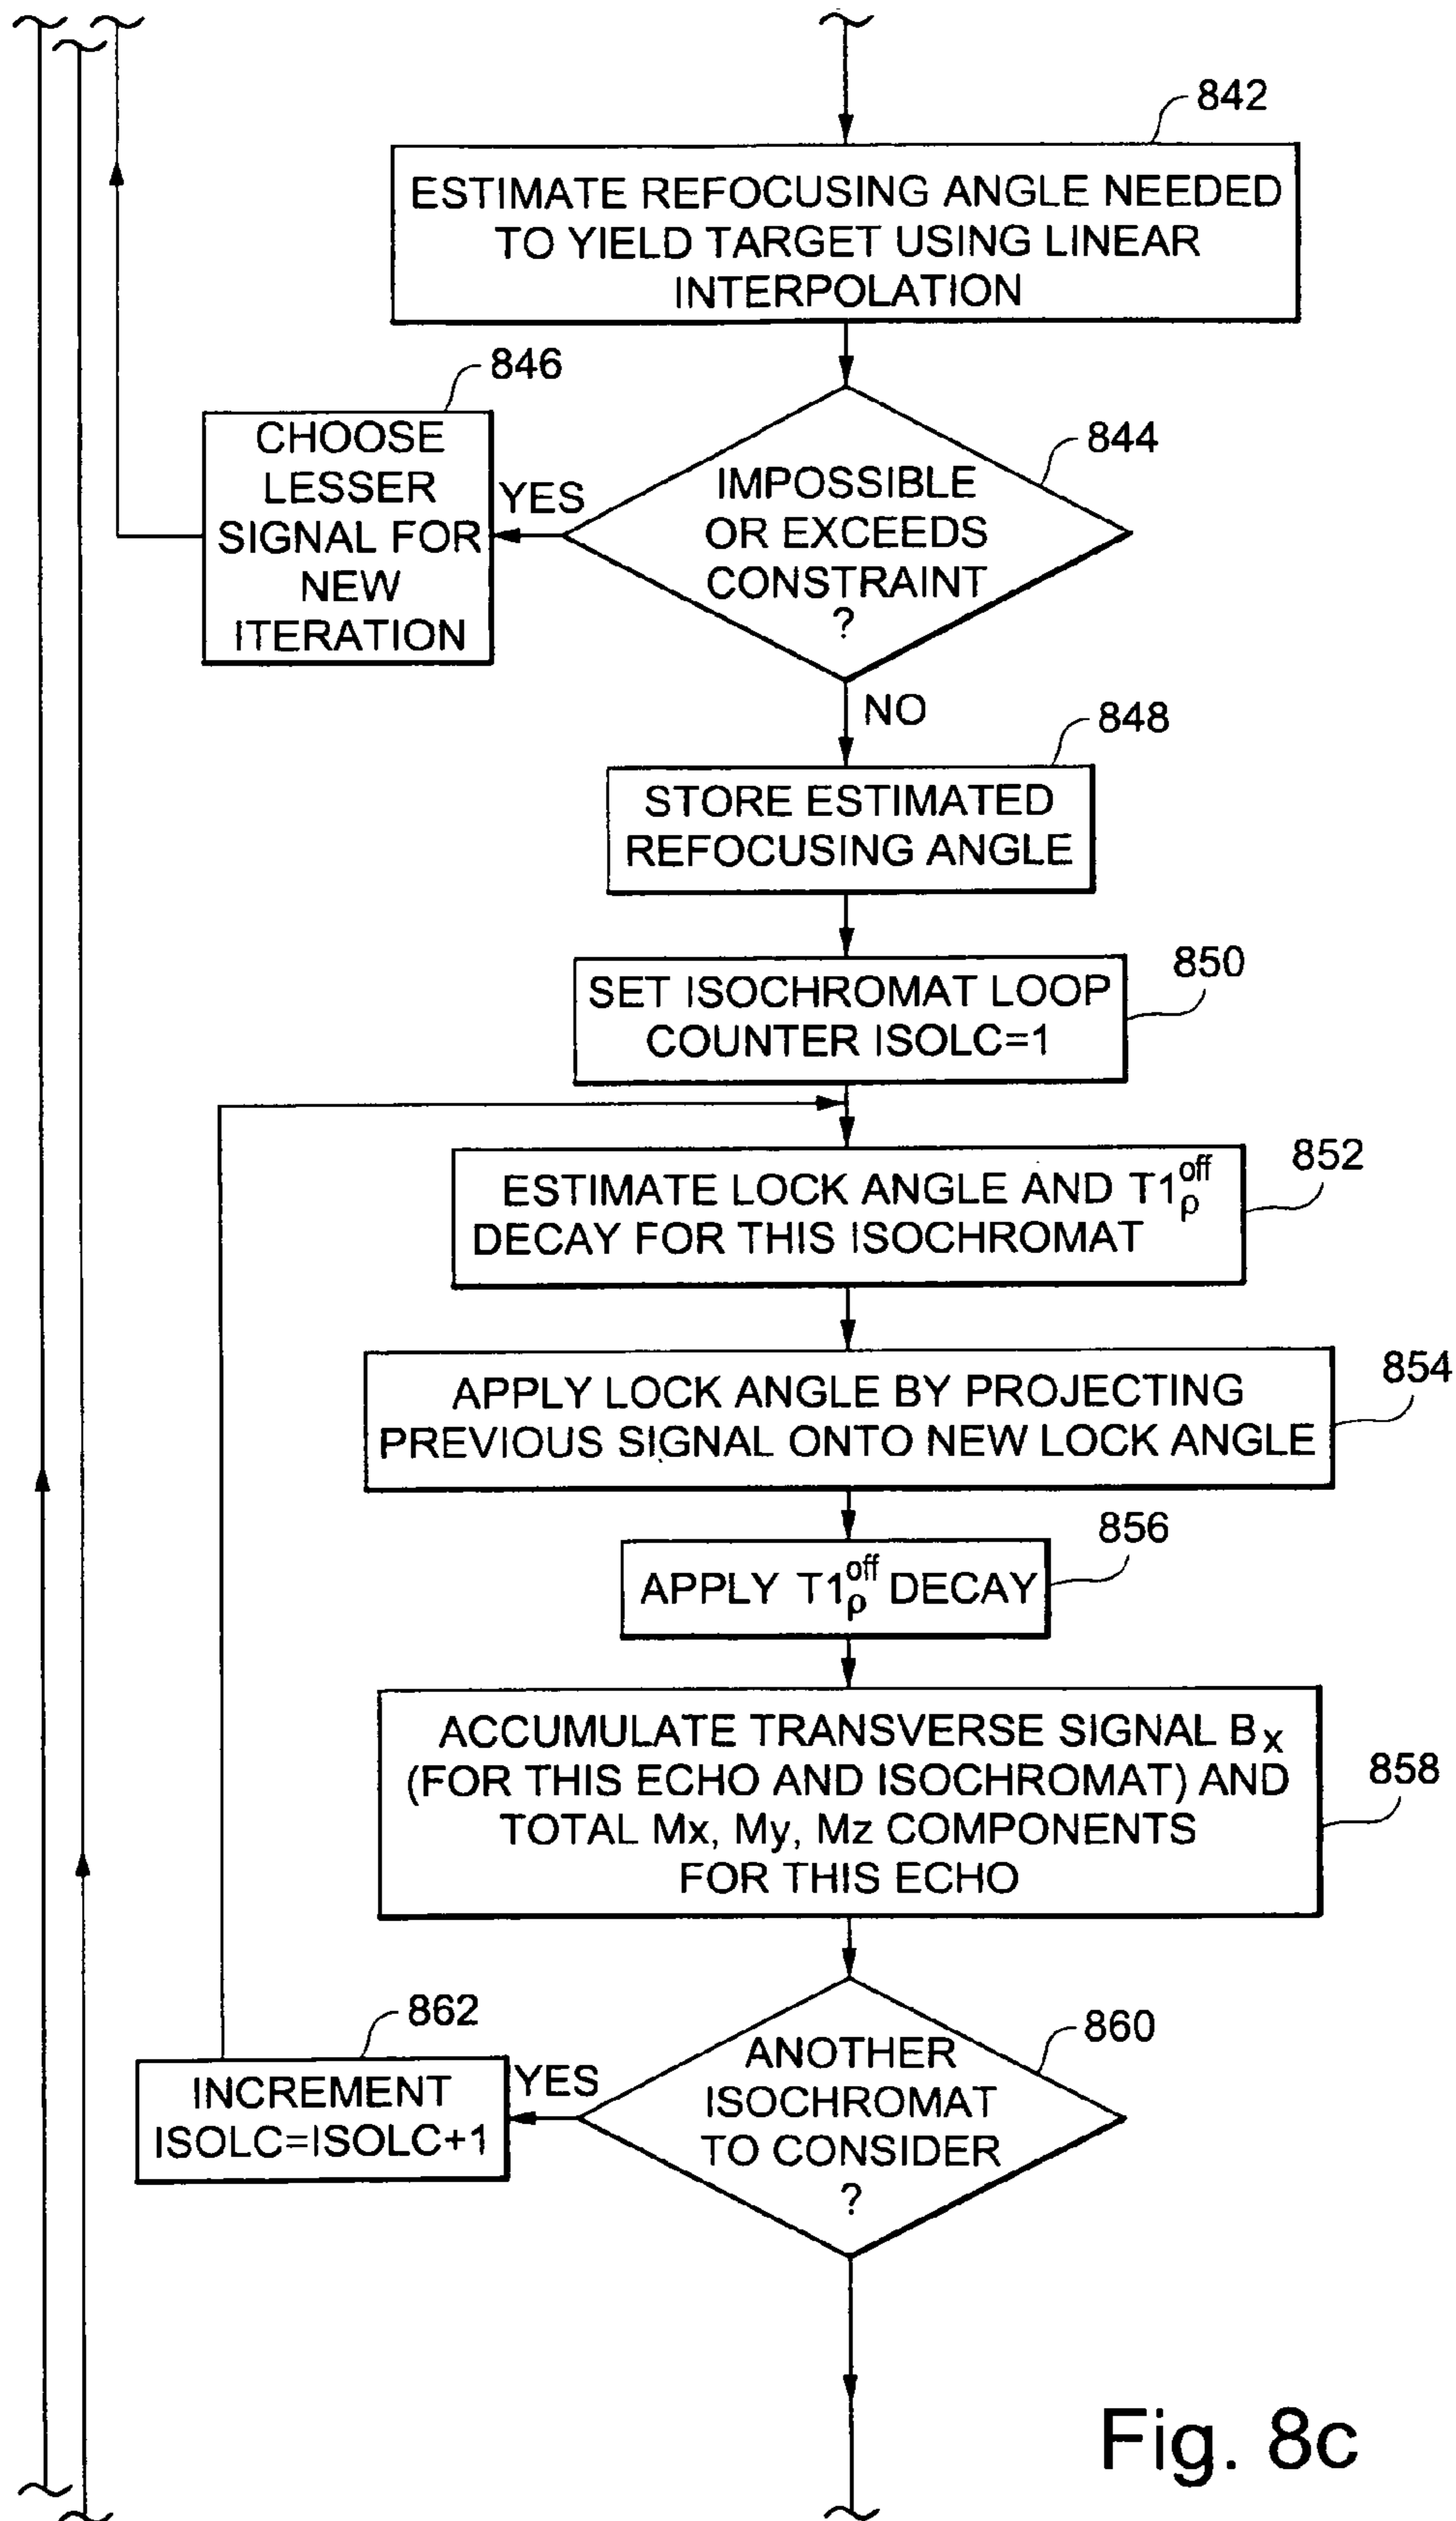 842
ESTIMATE REFOCUSING ANGLE NEEDED
TO YIELD TARGET USING LINEAR
INTERPOLATION
846
CHOOSE
LESSER
SIGNAL FOR
NEW
ITERATION
YES
844
IMPOSSIBLE
OR EXCEEDS
CONSTRAINT
?
NO
848
STORE ESTIMATED
REFOCUSING ANGLE
850
SET ISOCHROMAT LOOP
COUNTER ISOLC=1
852
ESTIMATE LOCK ANGLE AND T1ρoff
DECAY FOR THIS ISOCHROMAT
854
APPLY LOCK ANGLE BY PROJECTING
PREVIOUS SIGNAL ONTO NEW LOCK ANGLE
856
APPLY T1ρoff DECAY
858
ACCUMULATE TRANSVERSE SIGNAL Bx
(FOR THIS ECHO AND ISOCHROMAT) AND
TOTAL Mx, My, Mz COMPONENTS
FOR THIS ECHO
862
INCREMENT
ISOLC=ISOLC+1
YES
860
ANOTHER
ISOCHROMAT
TO CONSIDER
?
Fig. 8c